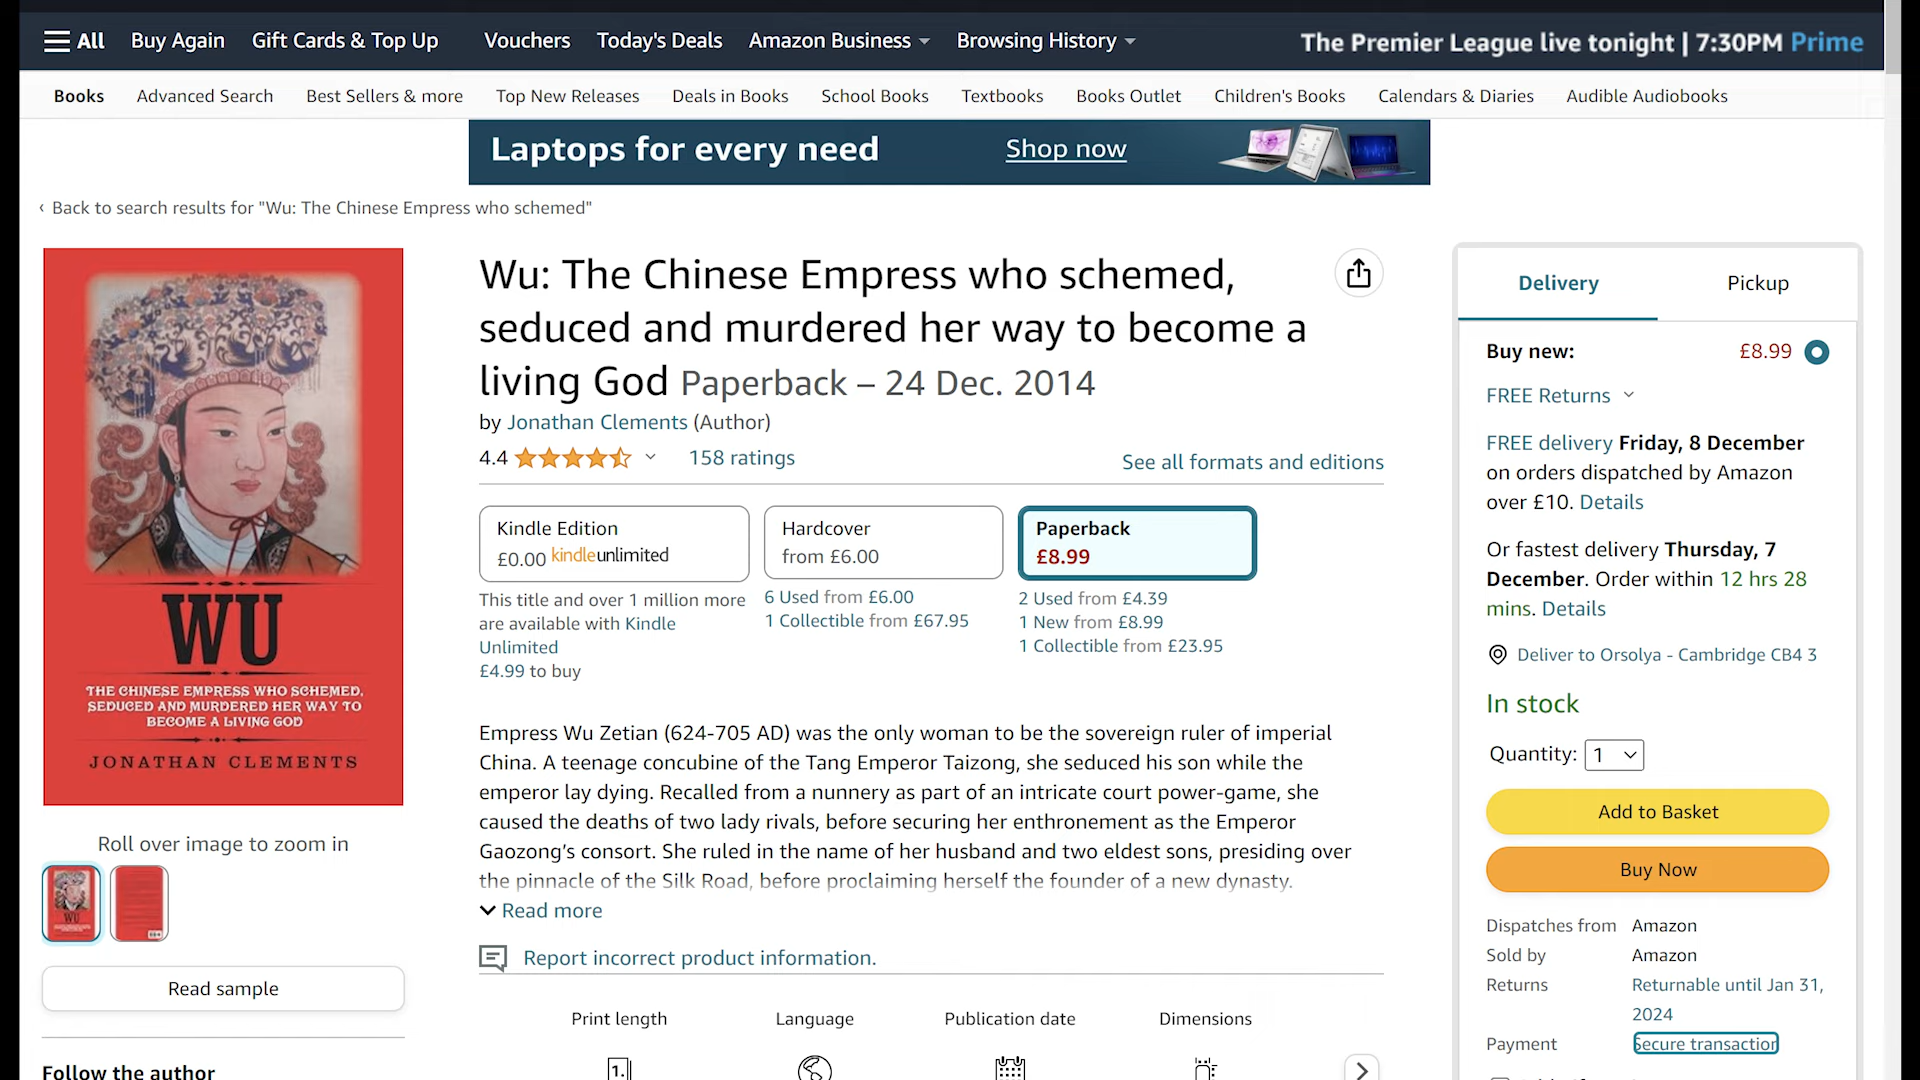 All Buy Again Gift Cards & Top Up Vouchers Today's Deals Amazon Business Browsing History The Premier League live tonight | 7:30PM Prime
Books Advanced Search Best Sellers & more Top New Releases Deals in Books School Books Textbooks Books Outlet Children's Books Calendars & Diaries Audible Audiobooks
Laptops for every need Shop now
‹ Back to search results for "Wu: The Chinese Empress who schemed"
WU
THE CHINESE EMPRESS WHO SCHEMED,
SEDUCED AND MURDERED HER WAY TO
BECOME A LIVING GOD
JONATHAN CLEMENTS
Roll over image to zoom in
WU
Read sample
Follow the author
Wu: The Chinese Empress who schemed,
seduced and murdered her way to become a
living God Paperback – 24 Dec. 2014
by Jonathan Clements (Author)
4.4 158 ratings
See all formats and editions
Kindle Edition
£0.00 kindleunlimited
This title and over 1 million more
are available with Kindle
Unlimited
£4.99 to buy
Hardcover
from £6.00
6 Used from £6.00
1 Collectible from £67.95
Paperback
£8.99
2 Used from £4.39
1 New from £8.99
1 Collectible from £23.95
Empress Wu Zetian (624-705 AD) was the only woman to be the sovereign ruler of imperial
China. A teenage concubine of the Tang Emperor Taizong, she seduced his son while the
emperor lay dying. Recalled from a nunnery as part of an intricate court power-game, she
caused the deaths of two lady rivals, before securing her enthronement as the Emperor
Gaozong’s consort. She ruled in the name of her husband and two eldest sons, presiding over
the pinnacle of the Silk Road, before proclaiming herself the founder of a new dynasty.
Read more
Report incorrect product information.
Print length Language Publication date Dimensions
Delivery Pickup
Buy new: £8.99
FREE Returns
FREE delivery Friday, 8 December
on orders dispatched by Amazon
over £10. Details
Or fastest delivery Thursday, 7
December. Order within 12 hrs 28
mins. Details
Deliver to Orsolya - Cambridge CB4 3
In stock
Quantity: 1
Add to Basket
Buy Now
Dispatches from Amazon
Sold by Amazon
Returns Returnable until Jan 31,
2024
Payment Secure transaction